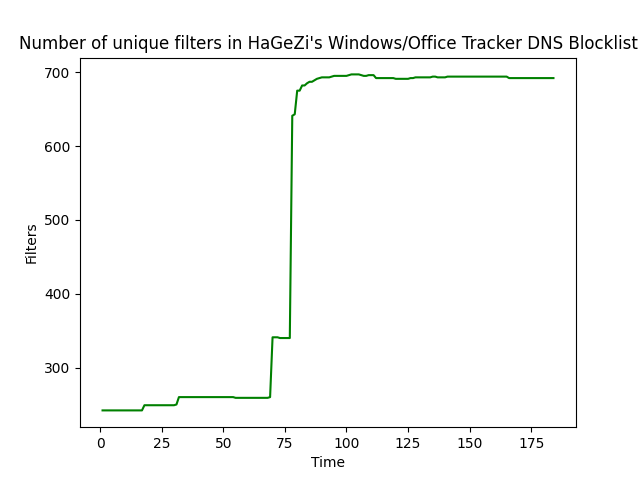 Number of unique filters in HaGeZi's Windows/Office Tracker DNS Blocklist
700
600
500
400
300
Filters
0 25 50 75 100 125 150 175
Time